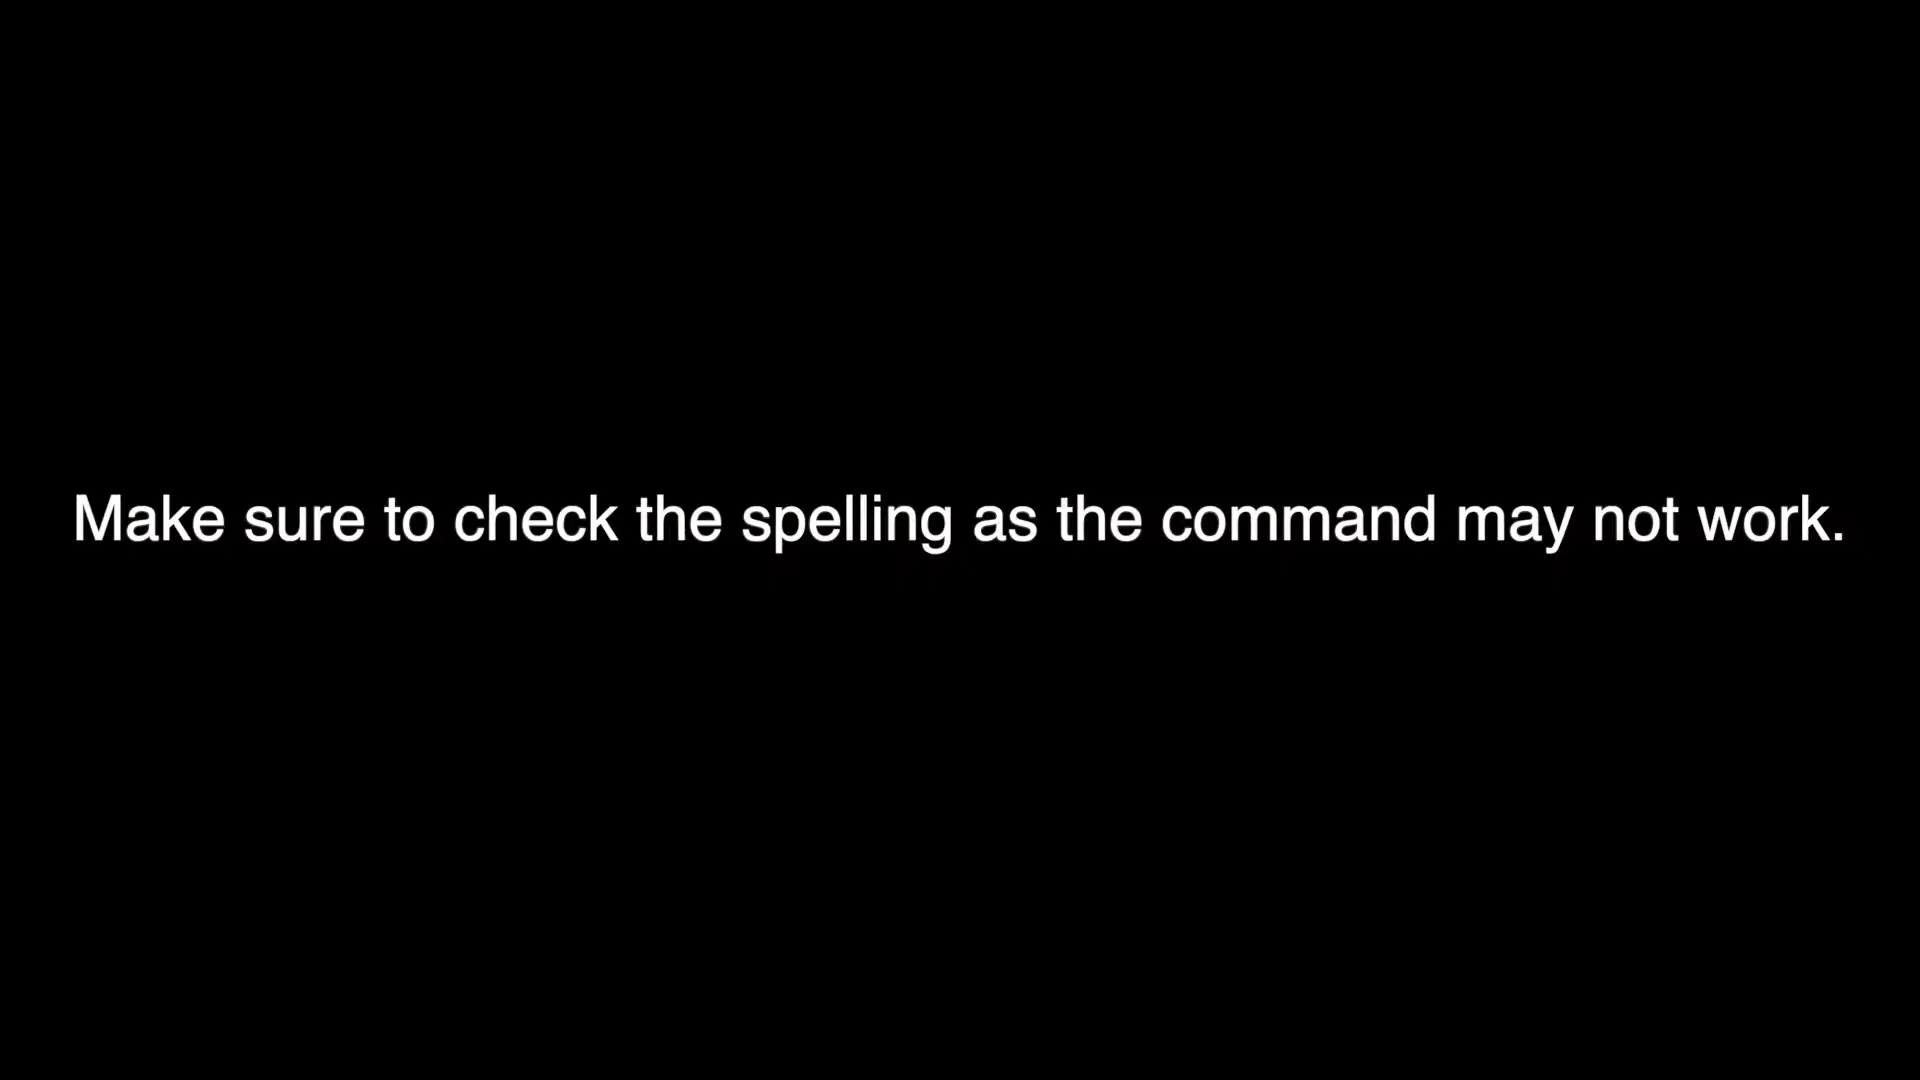 Make sure to check the spelling as the command may not work.